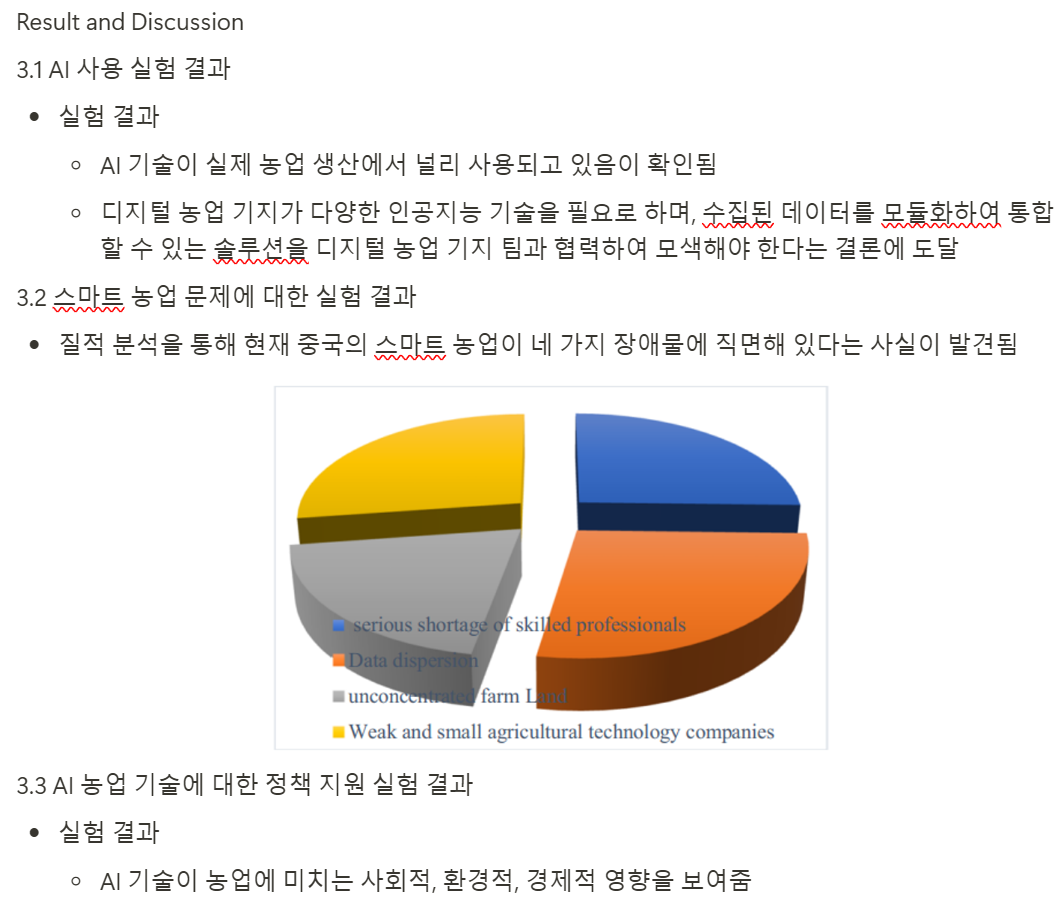 Result and Discussion
3.1 AI 사용 실험 결과
실험 결과
AI 기술이 실제 농업 생산에서 널리 사용되고 있음이 확인됨
디지털 농업 기지가 다양한 인공지능 기술을 필요로 하며, 수집된 데이터를 모듈화하여 통합
할 수 있는 솔루션을 디지털 농업 기지 팀과 협력하여 모색해야 한다는 결론에 도달
3.2 스마트 농업 문제에 대한 실험 결과
질적 분석을 통해 현재 중국의 스마트 농업이 네 가지 장애물에 직면해 있다는 사실이 발견됨
serious shortage of skilled professionals
Data dispersion
unconcentrated farm Land
Weak and small agricultural technology companies
3.3 AI 농업 기술에 대한 정책 지원 실험 결과
실험 결과
AI 기술이 농업에 미치는 사회적, 환경적, 경제적 영향을 보여줌